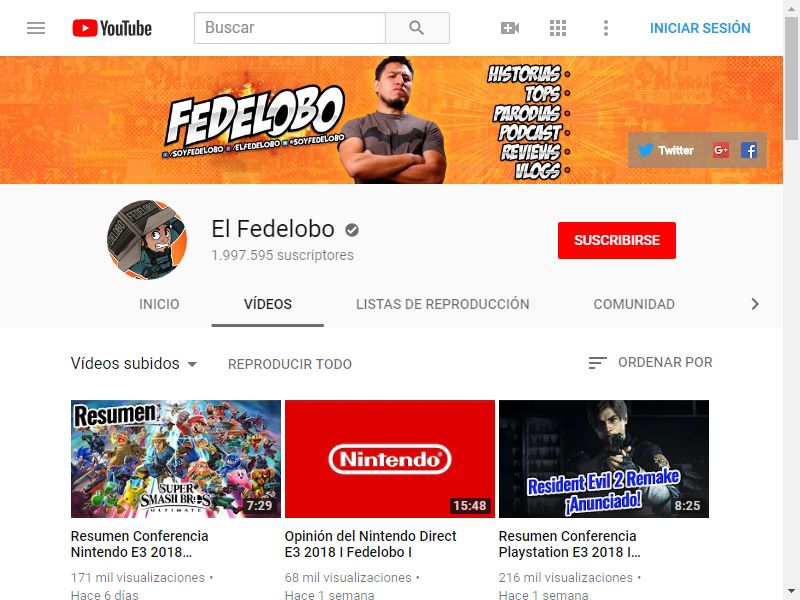 YouTube
Buscar
INICIAR SESIÓN
FEDELOBO
/SOYFEDELOBO /ELFEDELOBO @SOYFEDELOBO
HISTORIAS
TOPS
PARODIAS
PODCAST
REVIEWS
VLOGS
Twitter
G+
El Fedelobo
1.997.595 suscriptores
SUSCRIBIRSE
INICIO
VÍDEOS
LISTAS DE REPRODUCCIÓN
COMUNIDAD
Vídeos subidos
REPRODUCIR TODO
ORDENAR POR
Resumen
SUPER
SMASH BROS
ULTIMATE
7:29
Nintendo
15:48
Resident Evil 2 Remake
¡Anunciado!
8:25
Resumen Conferencia
Nintendo E3 2018…
171 mil visualizaciones •
Hace 6 días
Opinión del Nintendo Direct
E3 2018 I Fedelobo I
68 mil visualizaciones •
Hace 1 semana
Resumen Conferencia
Playstation E3 2018 I…
216 mil visualizaciones •
Hace 1 semana